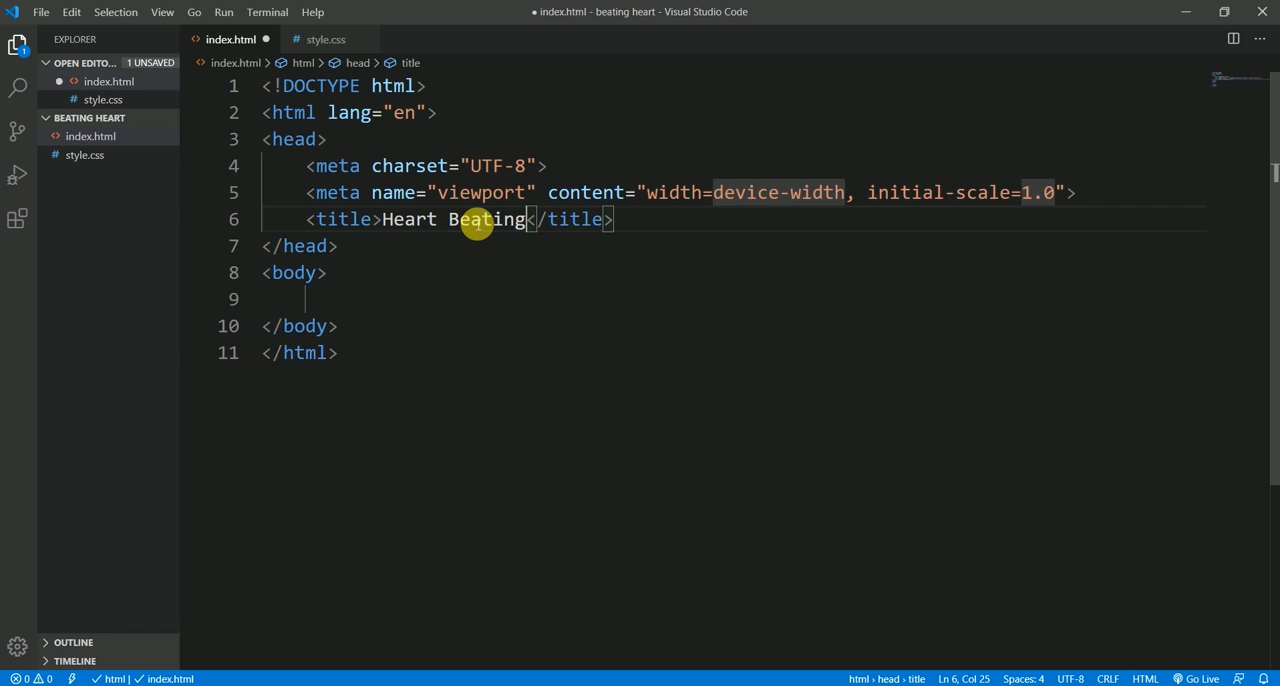 File Edit Selection View Go Run Terminal Help
● index.html - beating heart - Visual Studio Code
EXPLORER
OPEN EDITO... 1 UNSAVED
index.html
style.css
BEATING HEART
index.html
style.css
OUTLINE
TIMELINE
1
index.html ● style.css
index.html > html > head > title
1 <!DOCTYPE html>
2 <html lang="en">
3 <head>
4 <meta charset="UTF-8">
5 <meta name="viewport" content="width=device-width, initial-scale=1.0">
6 <title>Heart Beating</title>
7 </head>
8 <body>
9
10 </body>
11 </html>
0 0 html | index.html html › head › title Ln 6, Col 25 Spaces: 4 UTF-8 CRLF HTML Go Live